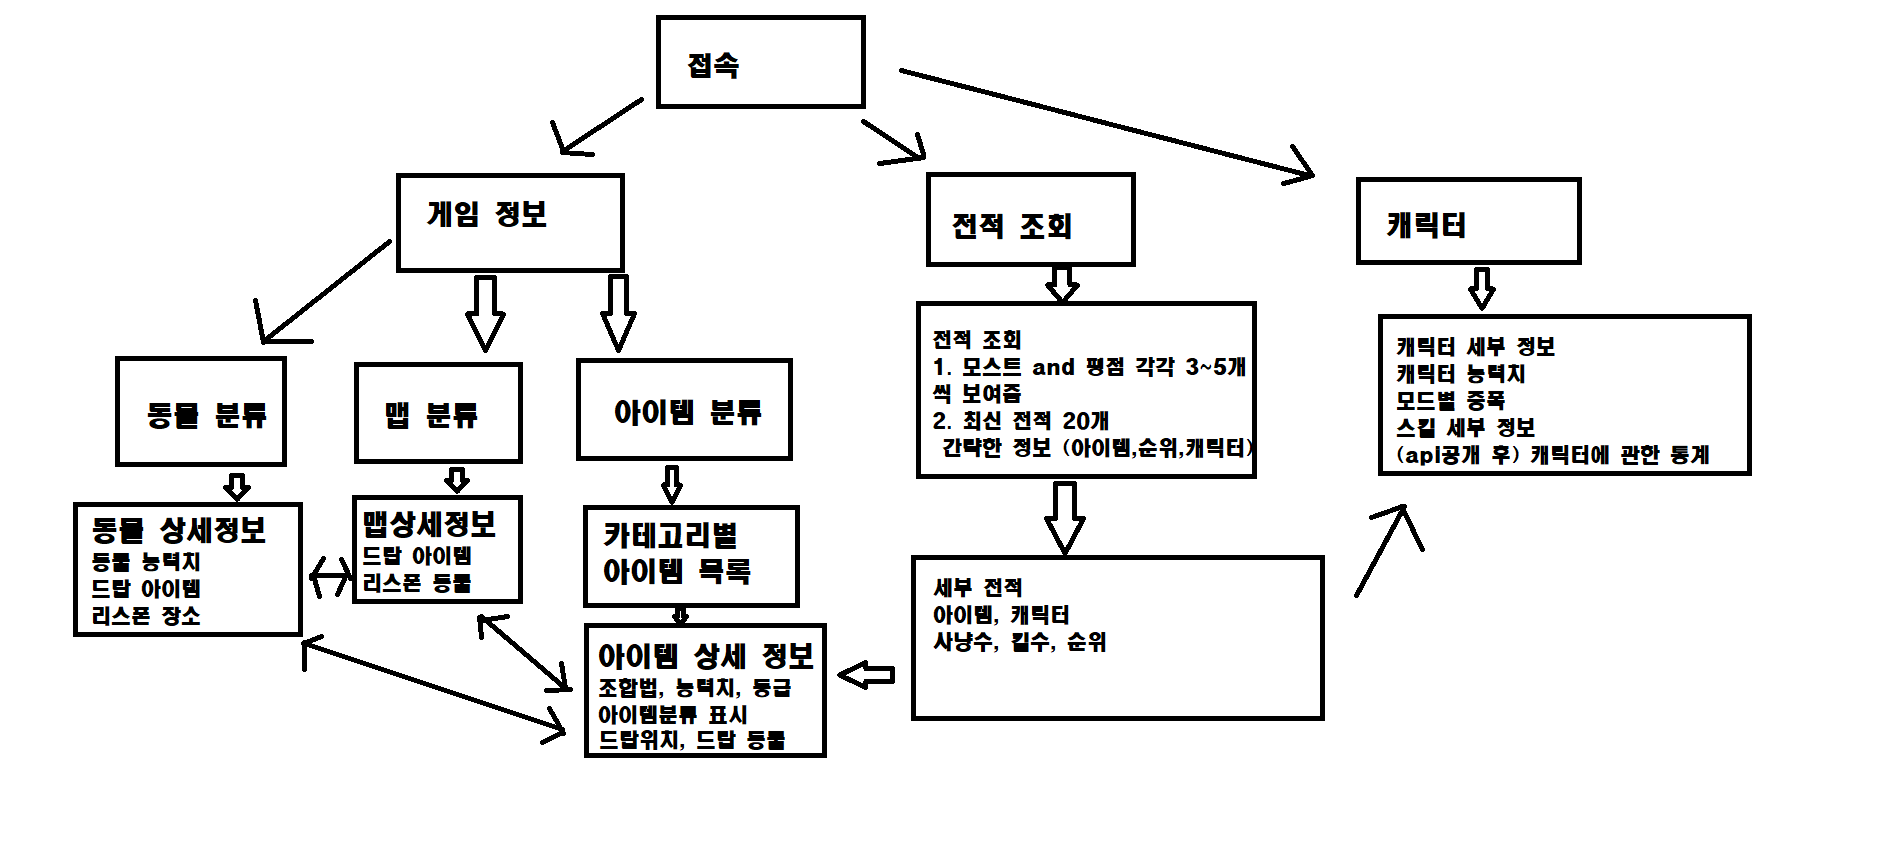 접속
게임 정보
전적 조회
캐릭터
동물 분류
맵 분류
아이템 분류
전적 조회
1. 모스트 and 평점 각각 3~5개
씩 보여줌
2. 최신 전적 20개
간략한 정보 (아이템,순위,캐릭터)
캐릭터 세부 정보
캐릭터 능력치
모드별 증폭
스킬 세부 정보
(api공개 후) 캐릭터에 관한 통계
동물 상세정보
동물 능력치
드랍 아이템
리스폰 장소
맵상세정보
드탑 아이템
리스폰 동물
카테고리별
아이템 목록
아이템 상세 정보
조합법, 능력치, 등급
아이템분류 표시
드탑위치, 드탑 동물
세부 전적
아이템, 캐릭터
사냥수, 킬수, 순위